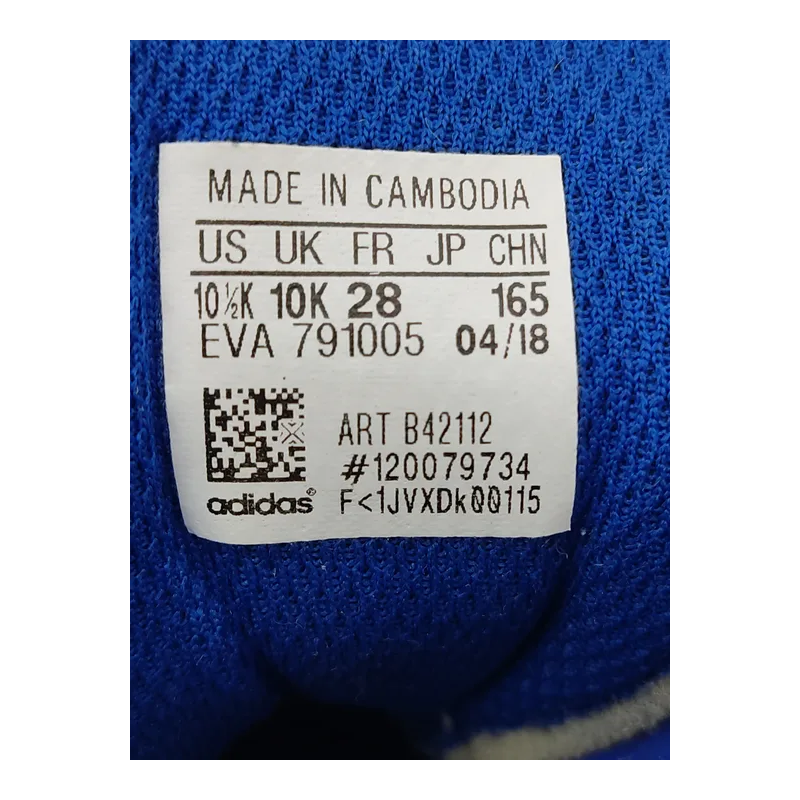 MADE IN CAMBODIA
US UK FR JP CHN
10½K 10K 28 165
EVA 791005 04/18
ART B42112
#120079734
adidas® F<1JVXDk00115